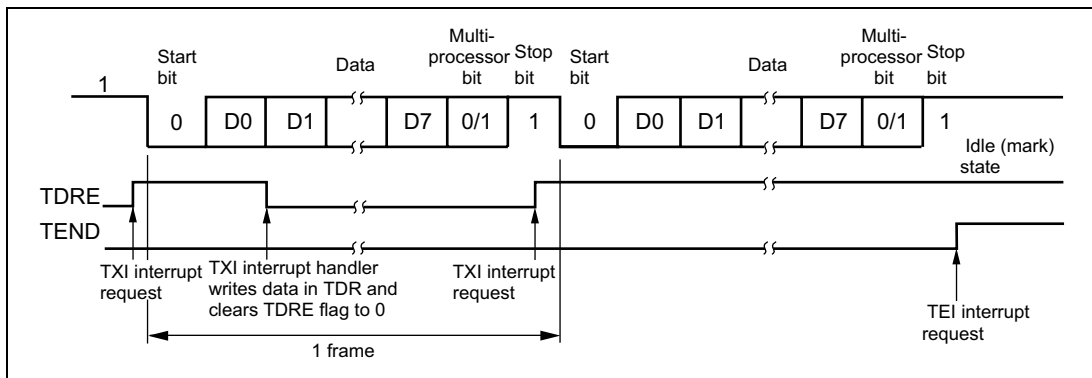 Multi-
processor
bit
Multi-
processor
bit
Start
bit
Data
Stop
bit
Start
bit
Data
Stop
bit
1
0
D0
D1
D7
0/1
1
0
D0
D1
D7
0/1
1
Idle (mark)
state
TDRE
TEND
TXI interrupt
request
TXI interrupt handler
writes data in TDR and
clears TDRE flag to 0
TXI interrupt
request
TEI interrupt
request
1 frame